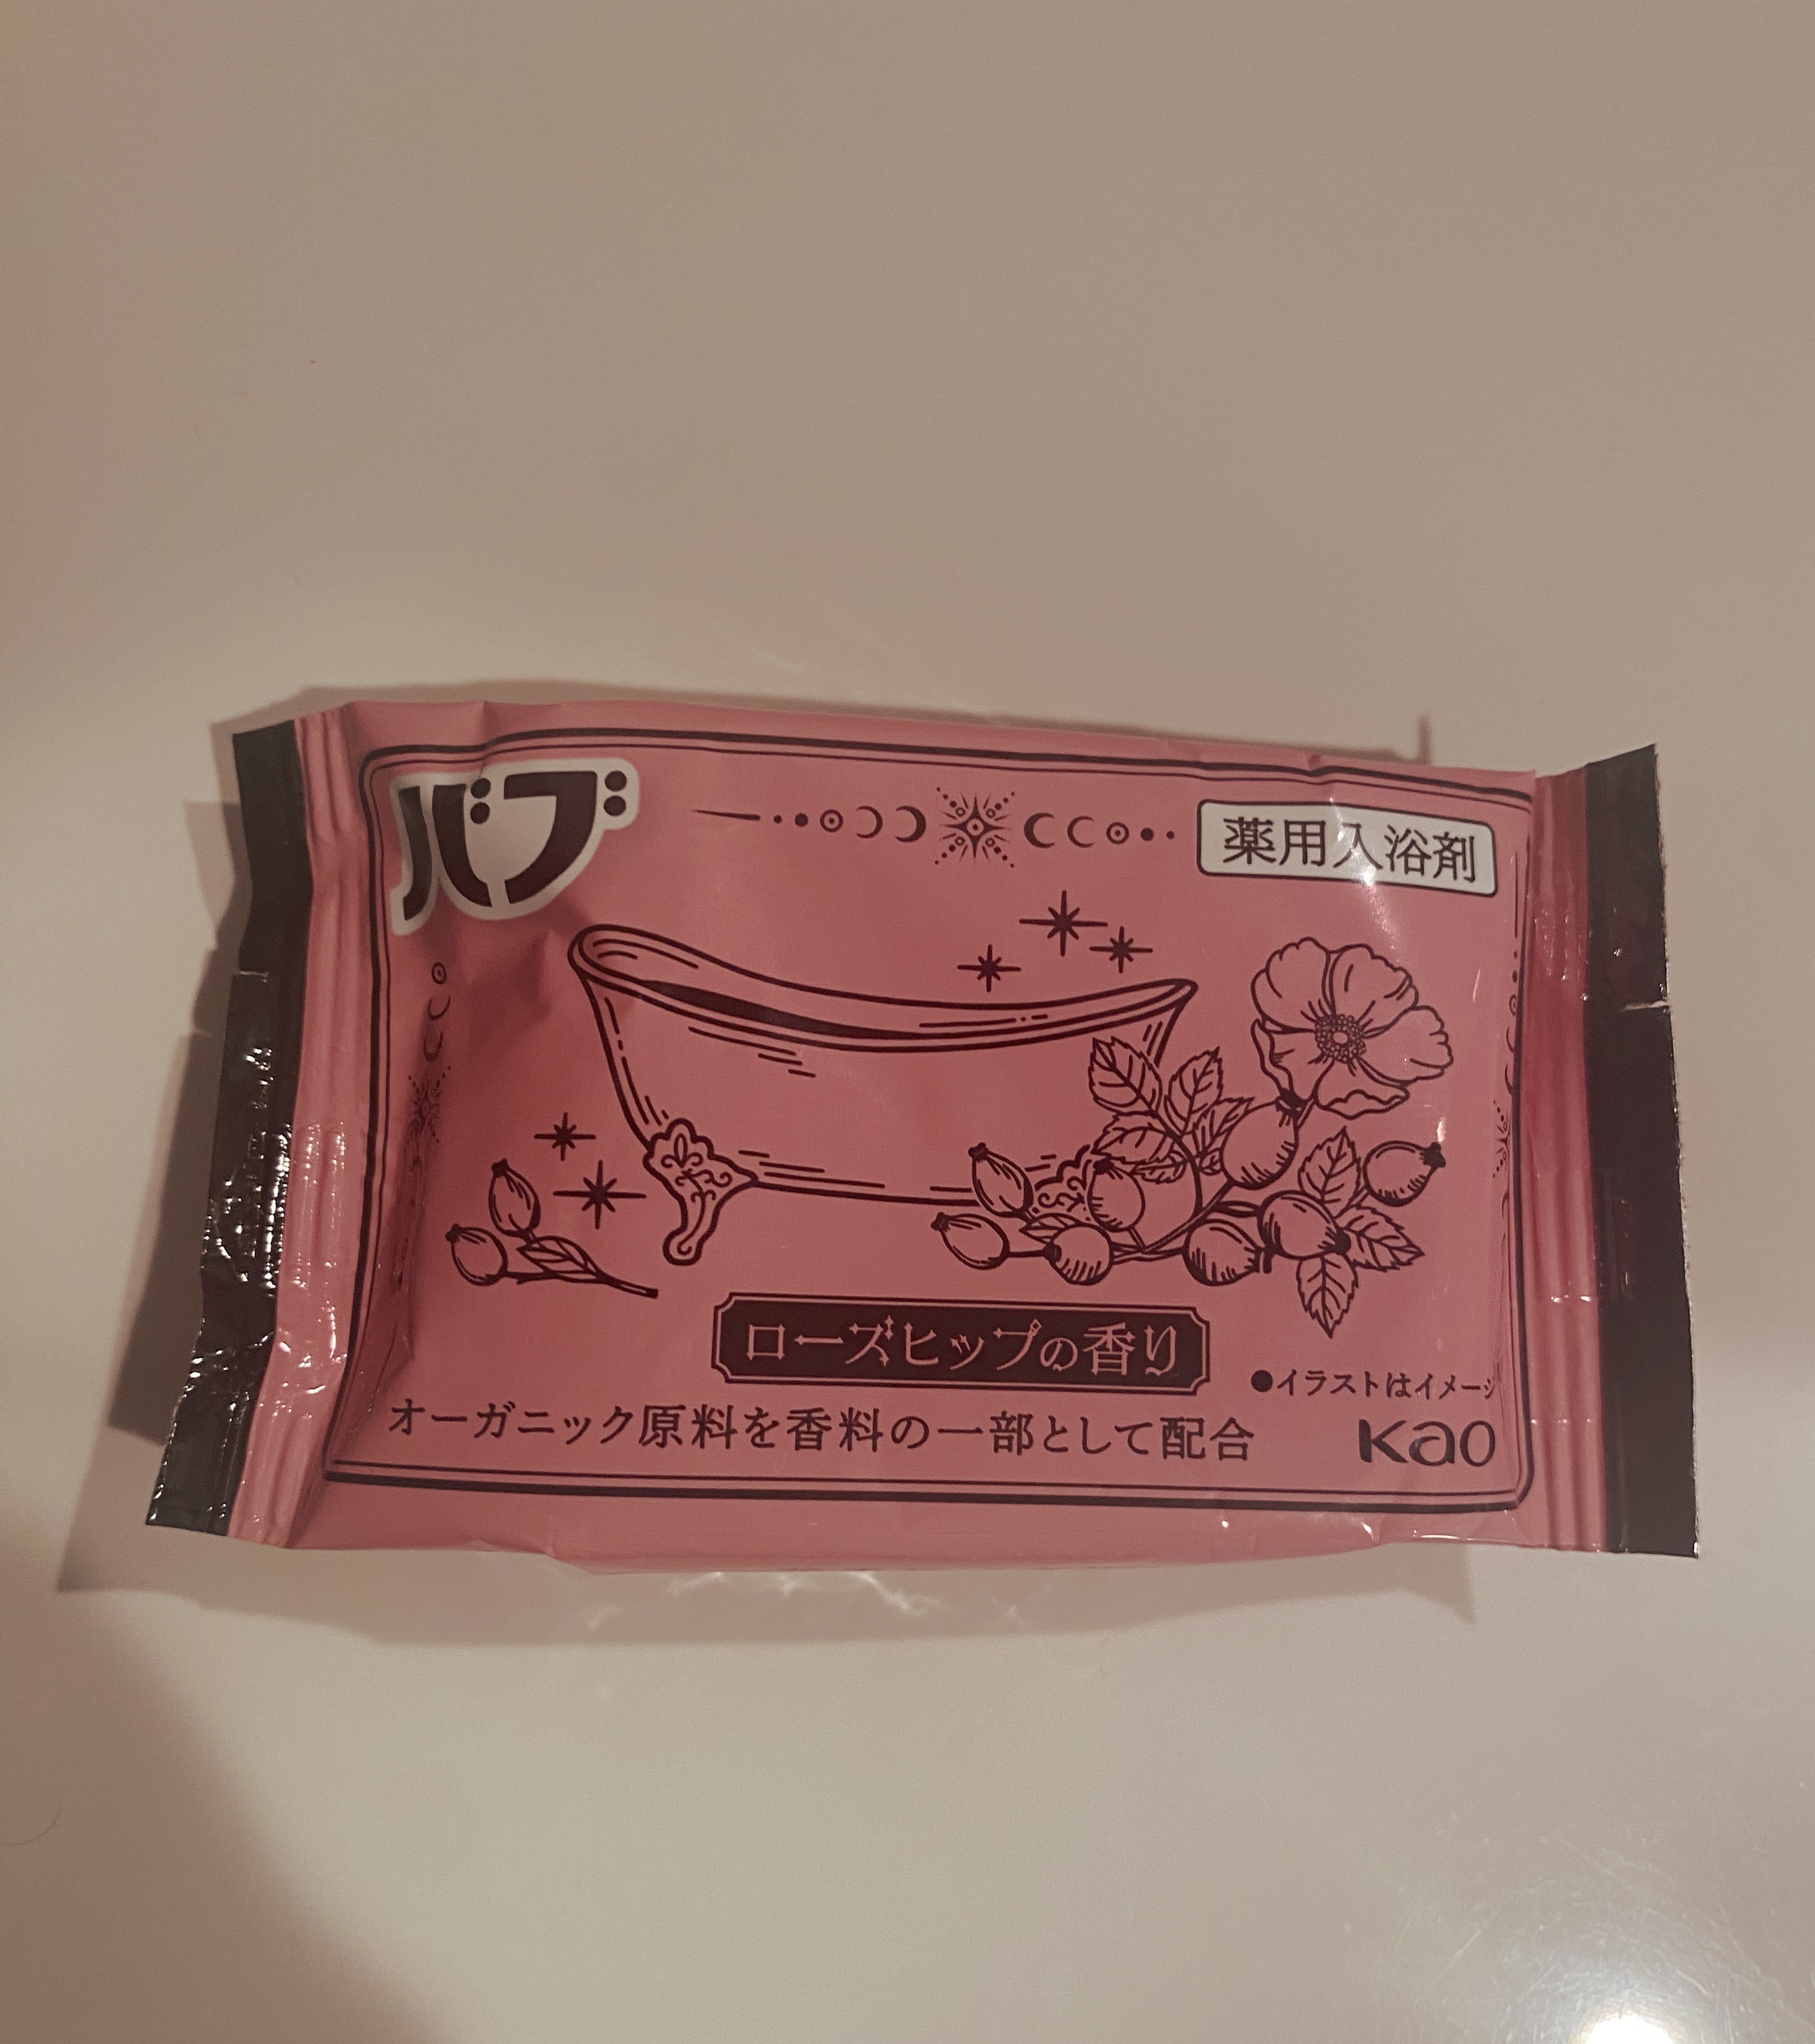 バブ
薬用入浴剤
ローズヒップの香り
●イラストはイメージ
オーガニック原料を香料の一部として配合
Kao